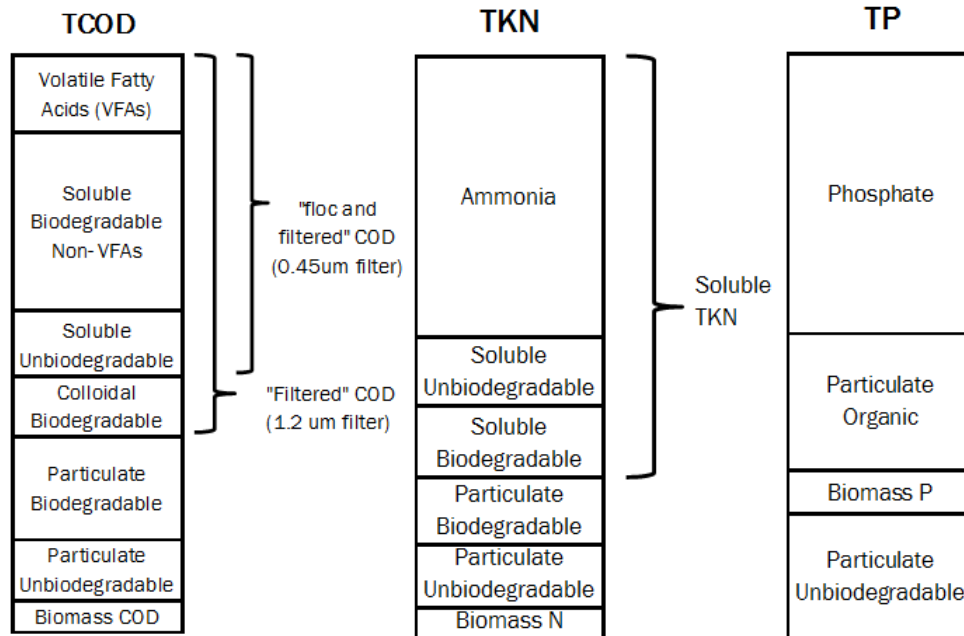 TCOD
Volatile Fatty
Acids (VFAs)
Soluble
Biodegradable
Non-VFAs
Soluble
Unbiodegradable
Colloidal
Biodegradable
Particulate
Biodegradable
Particulate
Unbiodegradable
Biomass COD
"floc and
filtered" COD
(0.45um filter)
"Filtered" COD
(1.2 um filter)
TKN
Ammonia
Soluble
Unbiodegradable
Soluble
Biodegradable
Particulate
Biodegradable
Particulate
Unbiodegradable
Biomass N
Soluble
TKN
TP
Phosphate
Particulate
Organic
Biomass P
Particulate
Unbiodegradable